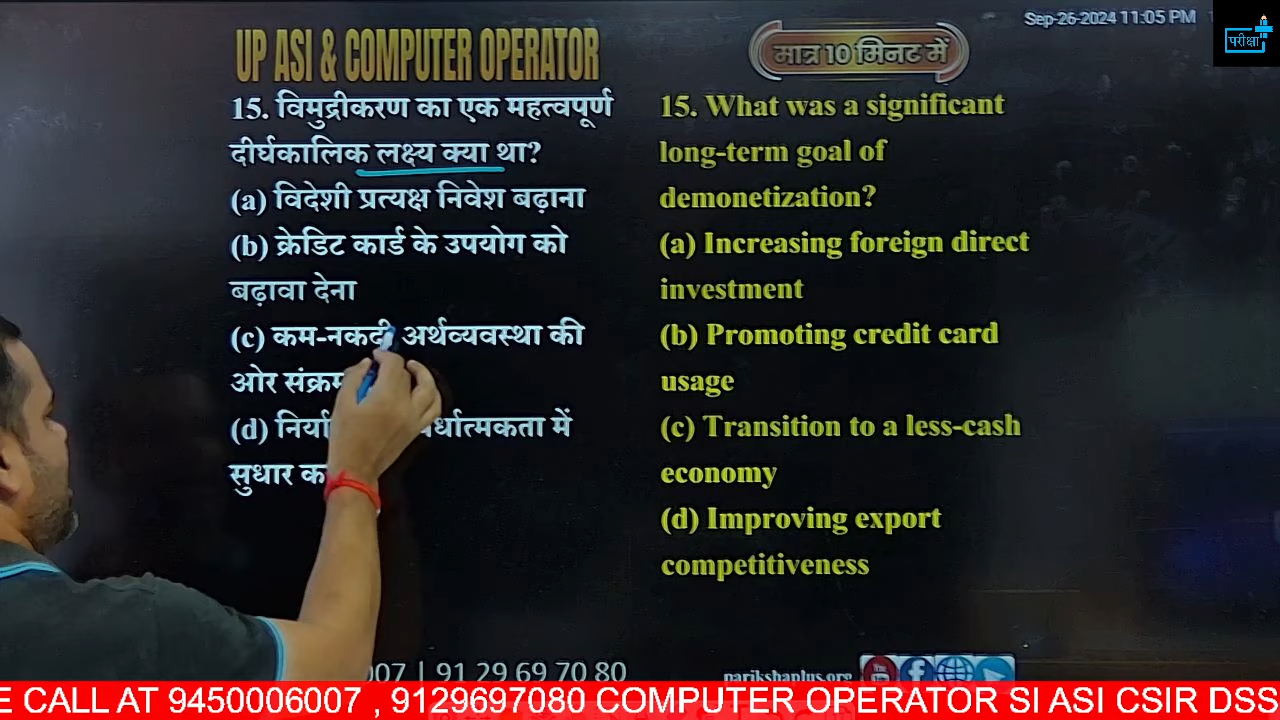 Sep-26-2024 11:05 PM
परीक्षा
UP ASI & COMPUTER OPERATOR
मात्र 10 मिनट में
15. विमुद्रीकरण का एक महत्वपूर्ण
दीर्घकालिक लक्ष्य क्या था?
(a) विदेशी प्रत्यक्ष निवेश बढ़ाना
(b) क्रेडिट कार्ड के उपयोग को
बढ़ावा देना
(c) कम-नकदी अर्थव्यवस्था की
ओर
(d) में
सुधार
15. What was a significant
long-term goal of
demonetization?
(a) Increasing foreign direct
investment
(b) Promoting credit card
usage
(c) Transition to a less-cash
economy
(d) Improving export
competitiveness
007 | 91 29 69 70 80
parikshaplus.org
E CALL AT 9450006007 , 9129697080 COMPUTER OPERATOR SI ASI CSIR DSS